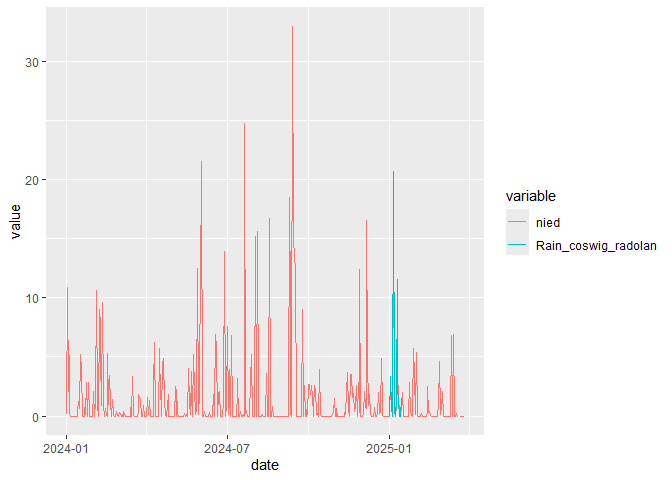 30
20
10
0
value
2024-01
2024-07
2025-01
date
variable
nied
Rain_coswig_radolan